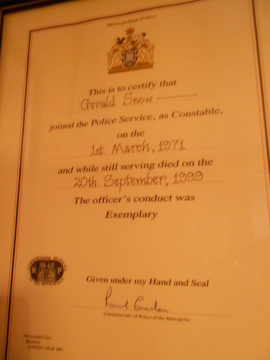 Metropolitan Police
This is to certify that
Gerald Snow
joined the Police Service, as Constable,
on the
1st March, 1971
and while still serving died on the
20th September, 1999
The officer's conduct was
Exemplary
Given under my Hand and Seal
Commissioner of Police of the Metropolis